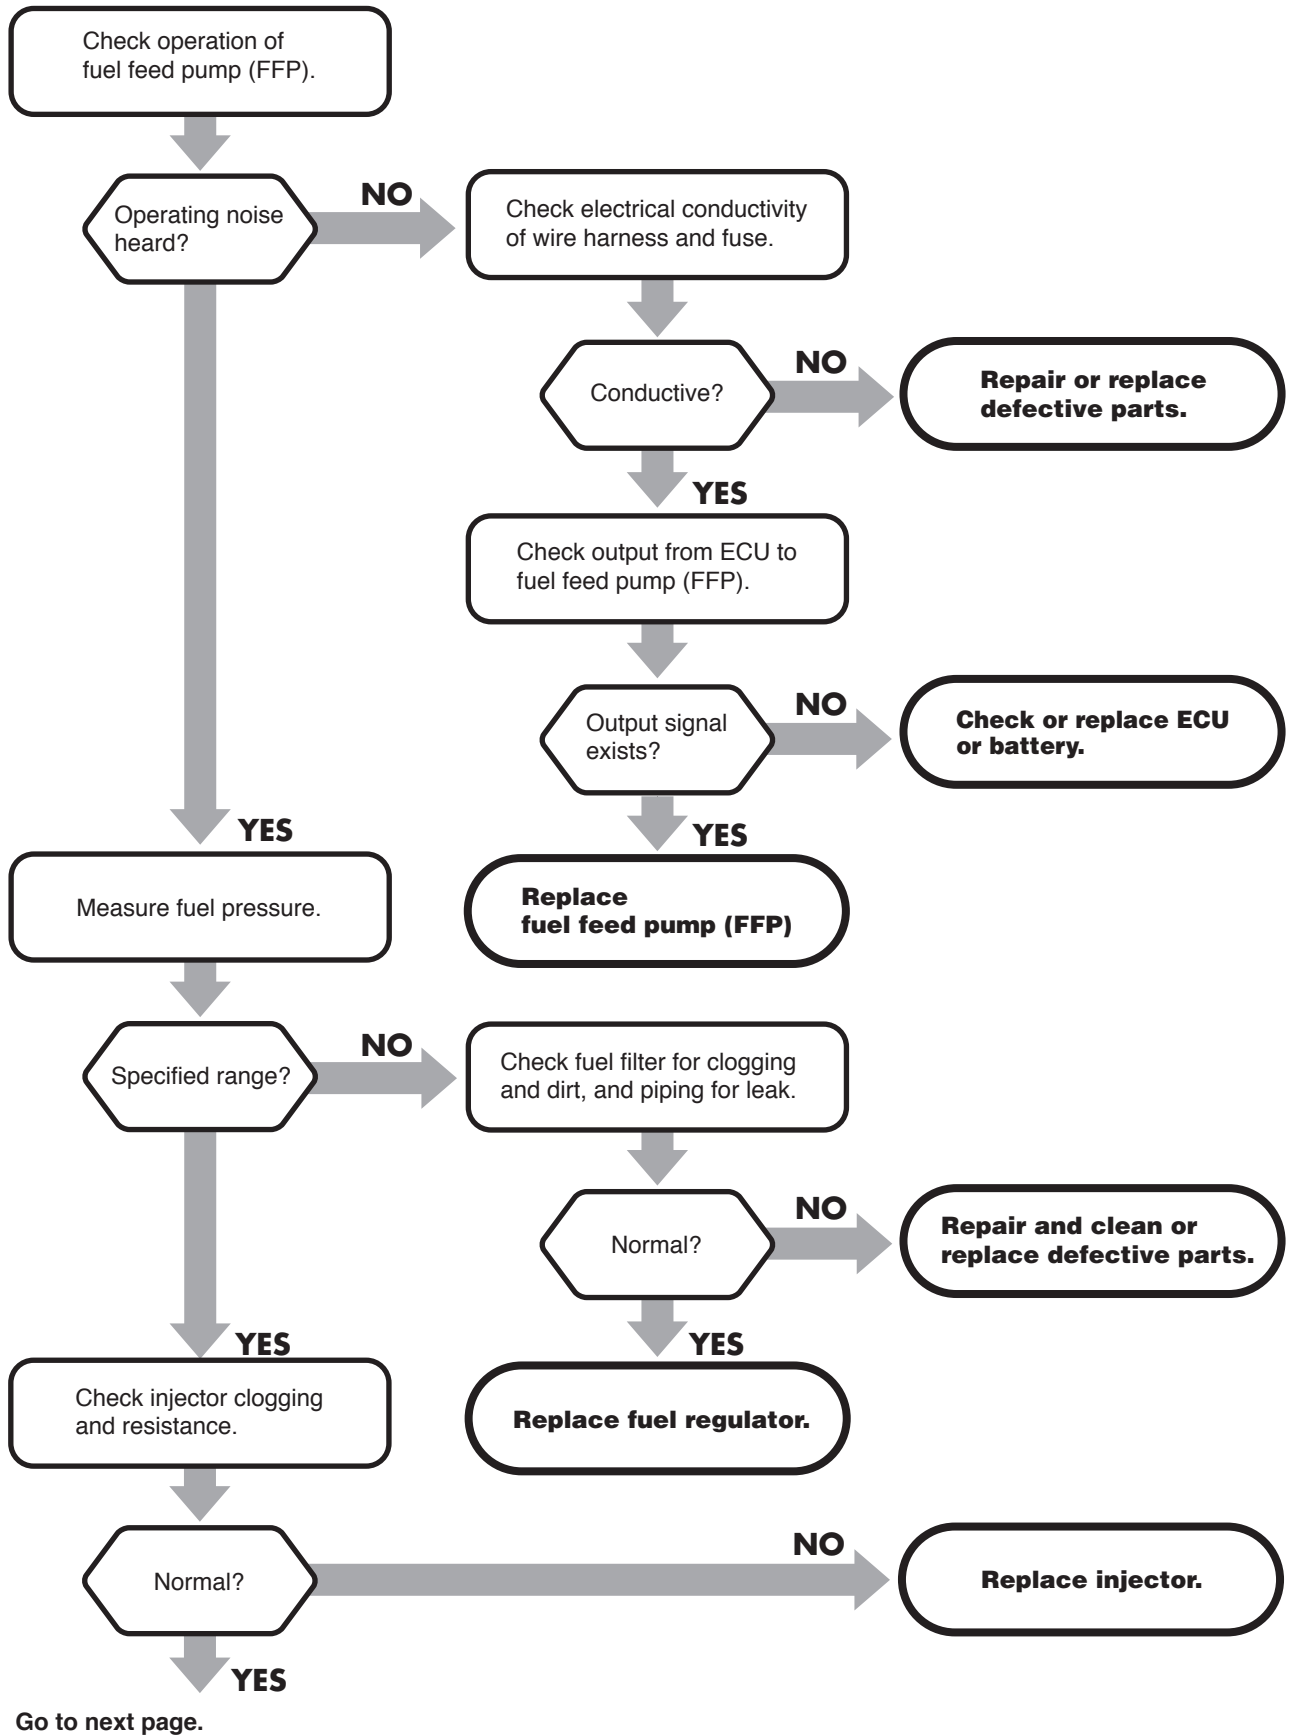 Check operation of
fuel feed pump (FFP).
Operating noise
heard?
NO
Check electrical conductivity
of wire harness and fuse.
Conductive?
NO
Repair or replace
defective parts.
YES
Check output from ECU to
fuel feed pump (FFP).
Output signal
exists?
NO
Check or replace ECU
or battery.
YES
Replace
fuel feed pump (FFP)
YES
Measure fuel pressure.
Specified range?
NO
Check fuel filter for clogging
and dirt, and piping for leak.
Normal?
NO
Repair and clean or
replace defective parts.
YES
Replace fuel regulator.
YES
Check injector clogging
and resistance.
Normal?
NO
Replace injector.
YES
Go to next page.